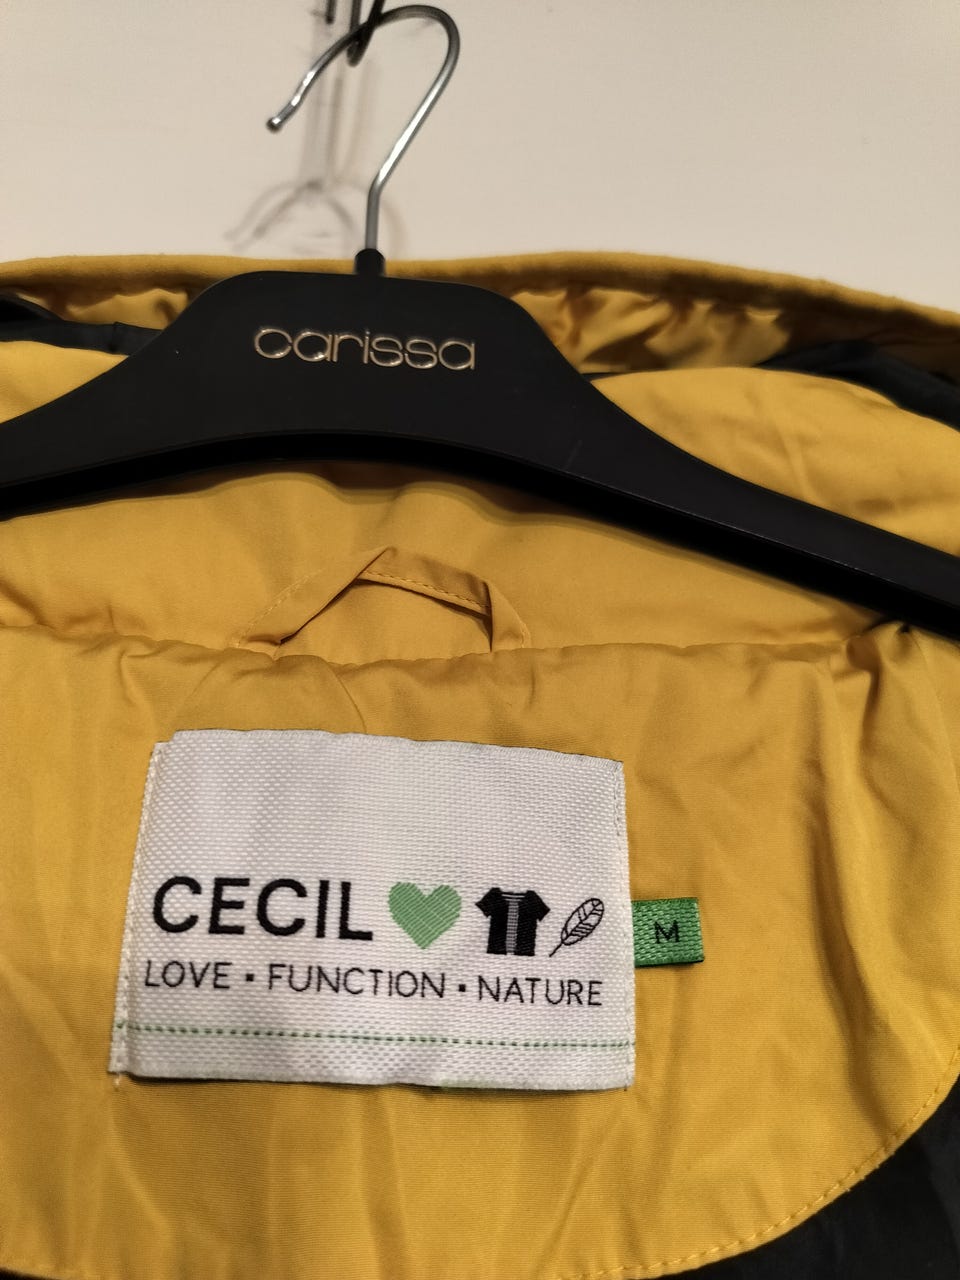 carissa
CECIL
M
LOVE · FUNCTION · NATURE